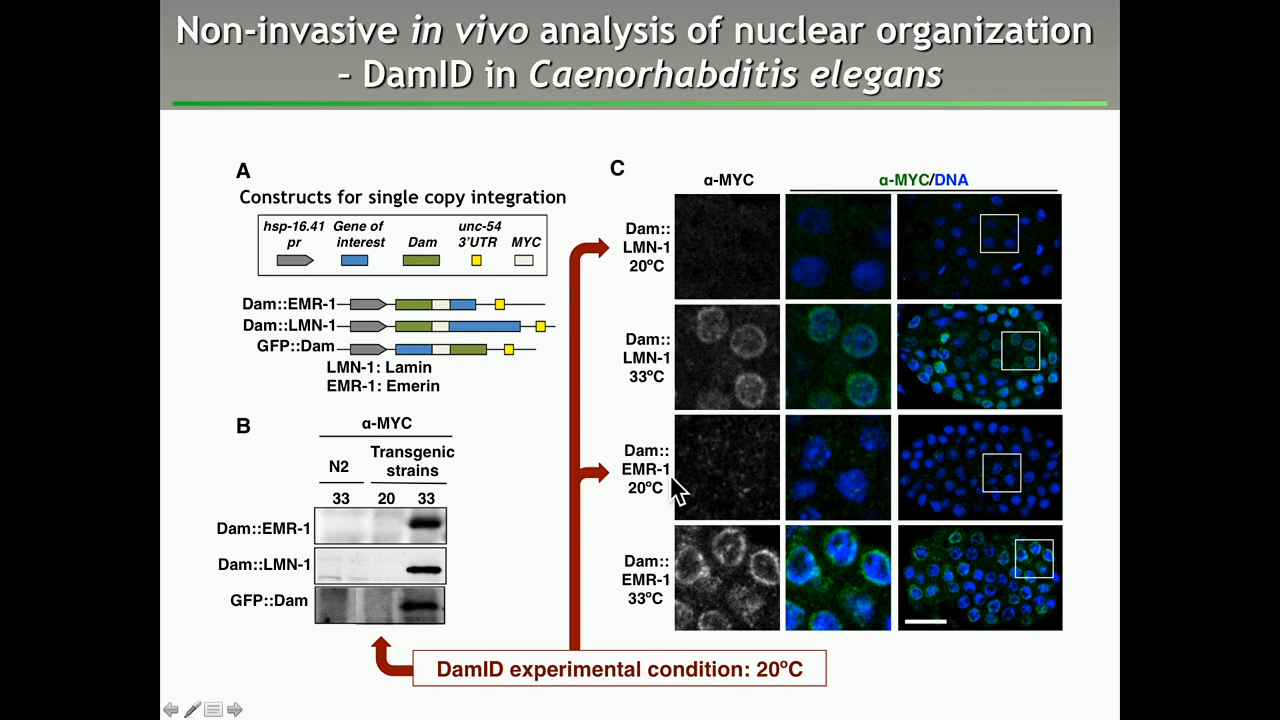 Non-invasive in vivo analysis of nuclear organization
– DamID in Caenorhabditis elegans
A
Constructs for single copy integration
hsp-16.41 pr
Gene of interest
Dam
unc-54 3’UTR
MYC
Dam::EMR-1
Dam::LMN-1
GFP::Dam
LMN-1: Lamin
EMR-1: Emerin
B
α-MYC
N2
Transgenic strains
33 20 33
Dam::EMR-1
Dam::LMN-1
GFP::Dam
C
α-MYC
α-MYC/DNA
Dam::
LMN-1
20ºC
Dam::
LMN-1
33ºC
Dam::
EMR-1
20ºC
Dam::
EMR-1
33ºC
DamID experimental condition: 20ºC